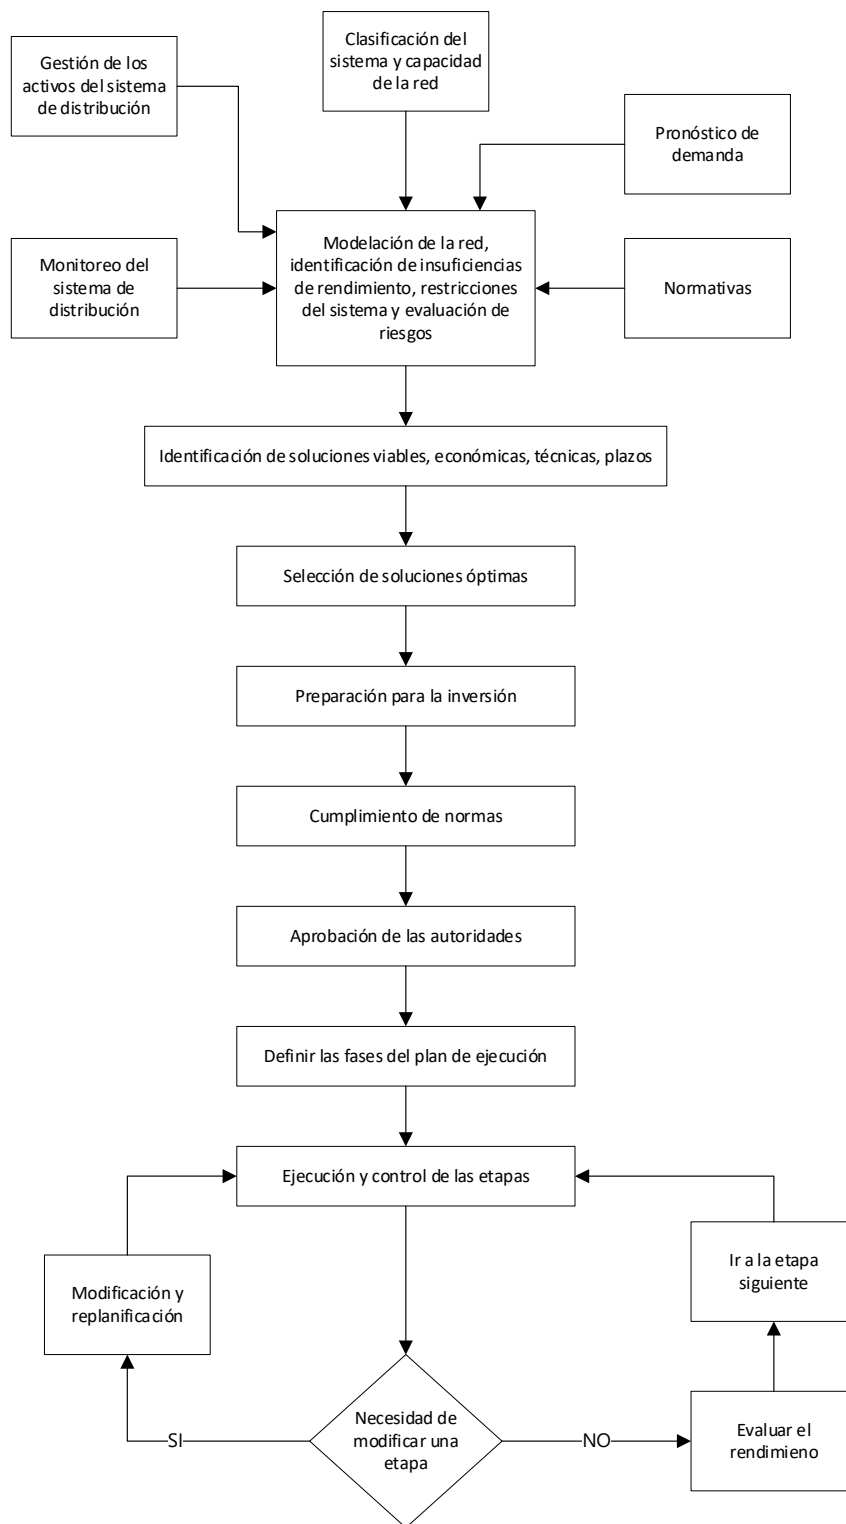 Clasificación del
sistema y capacidad
de la red
Gestión de los
activos del sistema
de distribución
Pronóstico de
demanda
Monitoreo del
sistema de
distribución
Modelación de la red,
identificación de insuficiencias
de rendimiento, restricciones
del sistema y evaluación de
riesgos
Normativas
Identificación de soluciones viables, económicas, técnicas, plazos
Selección de soluciones óptimas
Preparación para la inversión
Cumplimiento de normas
Aprobación de las autoridades
Definir las fases del plan de ejecución
Ejecución y control de las etapas
Modificación y
replanificación
Ir a la etapa
siguiente
Necesidad de
modificar una
etapa
SI
NO
Evaluar el
rendimieno